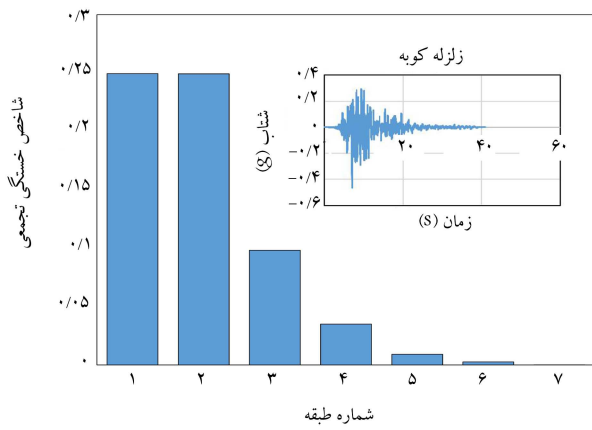 شاخص خستگی تجمعی
۰/۳
۰/۲۵
۰/۲
۰/۱۵
۰/۱
۰/۰۵
۰
زلزله کوبه
شتاب (g)
۰/۴
۰/۲
۰
-۰/۲
-۰/۴
-۰/۶
۲۰ ۴۰ ۶۰
زمان (S)
۱ ۲ ۳ ۴ ۵ ۶ ۷
شماره طبقه